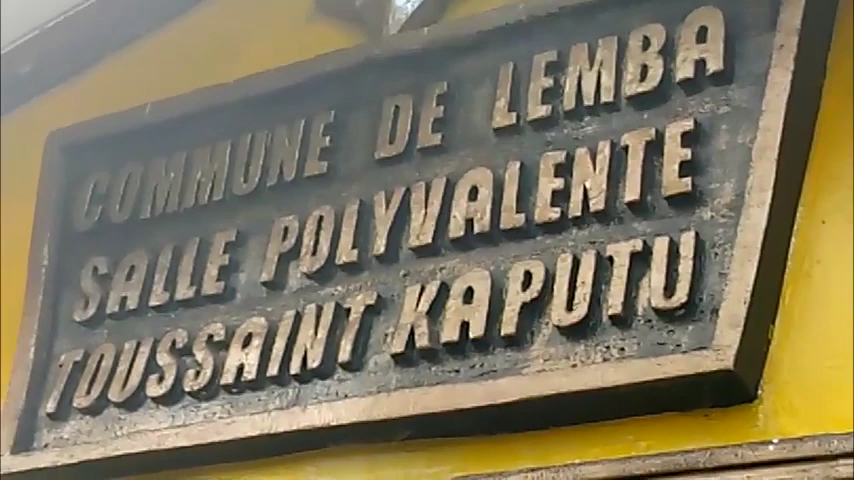 COMMUNE DE LEMBA
SALLE POLYVALENTE
TOUSSAINT KAPUTU